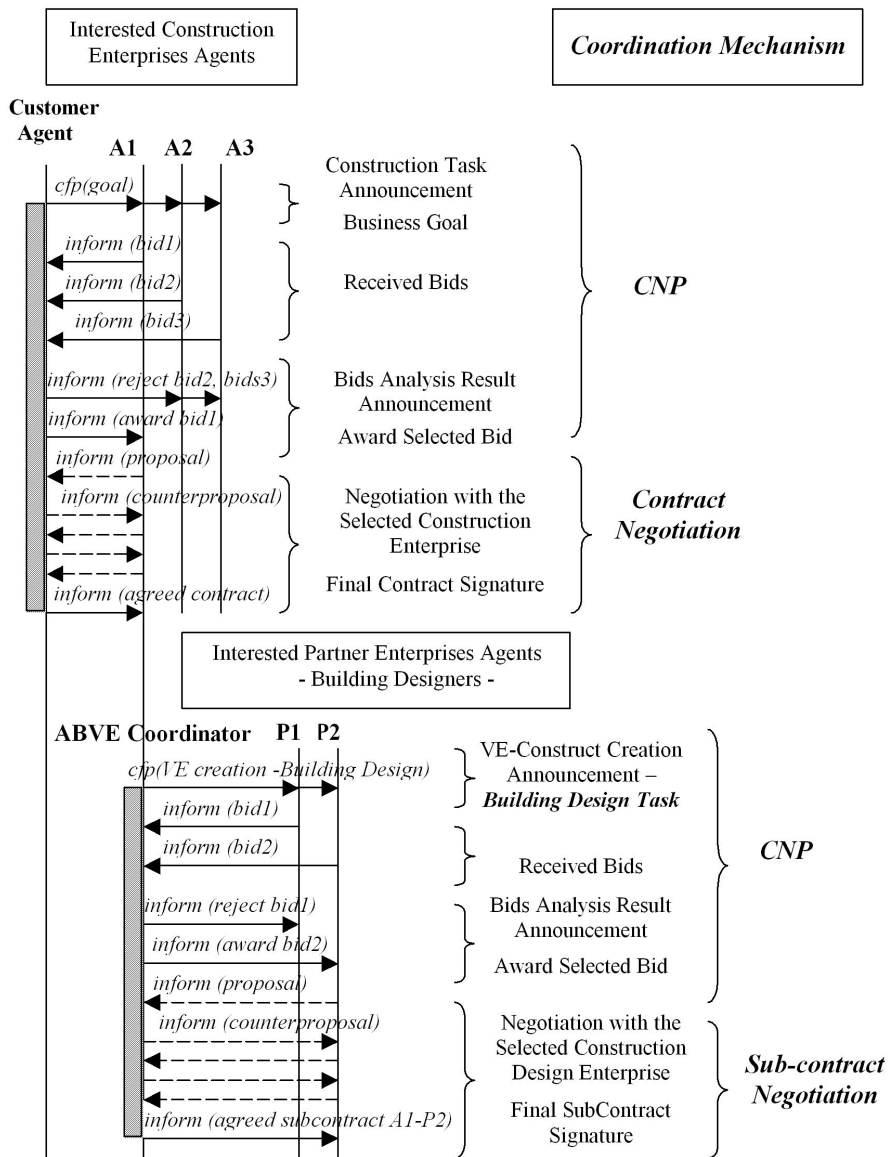 Interested Construction
Enterprises Agents
Coordination Mechanism
Customer
Agent
A1 A2 A3
cfp(goal)
Construction Task
Announcement
Business Goal
inform (bid1)
inform (bid2)
inform (bid3)
Received Bids
CNP
inform (reject bid2, bids3)
inform (award bid1)
Bids Analysis Result
Announcement
Award Selected Bid
inform (proposal)
inform (counterproposal)
Negotiation with the
Selected Construction
Enterprise
Contract
Negotiation
Final Contract Signature
inform (agreed contract)
Interested Partner Enterprises Agents
- Building Designers -
ABVE Coordinator P1 P2
cfp(VE creation -Building Design)
VE-Construct Creation
Announcement –
Building Design Task
inform (bid1)
inform (bid2)
Received Bids
CNP
inform (reject bid1)
inform (award bid2)
Bids Analysis Result
Announcement
Award Selected Bid
inform (proposal)
inform (counterproposal)
Negotiation with the
Selected Construction
Design Enterprise
Sub-contract
Negotiation
inform (agreed subcontract A1-P2)
Final SubContract
Signature